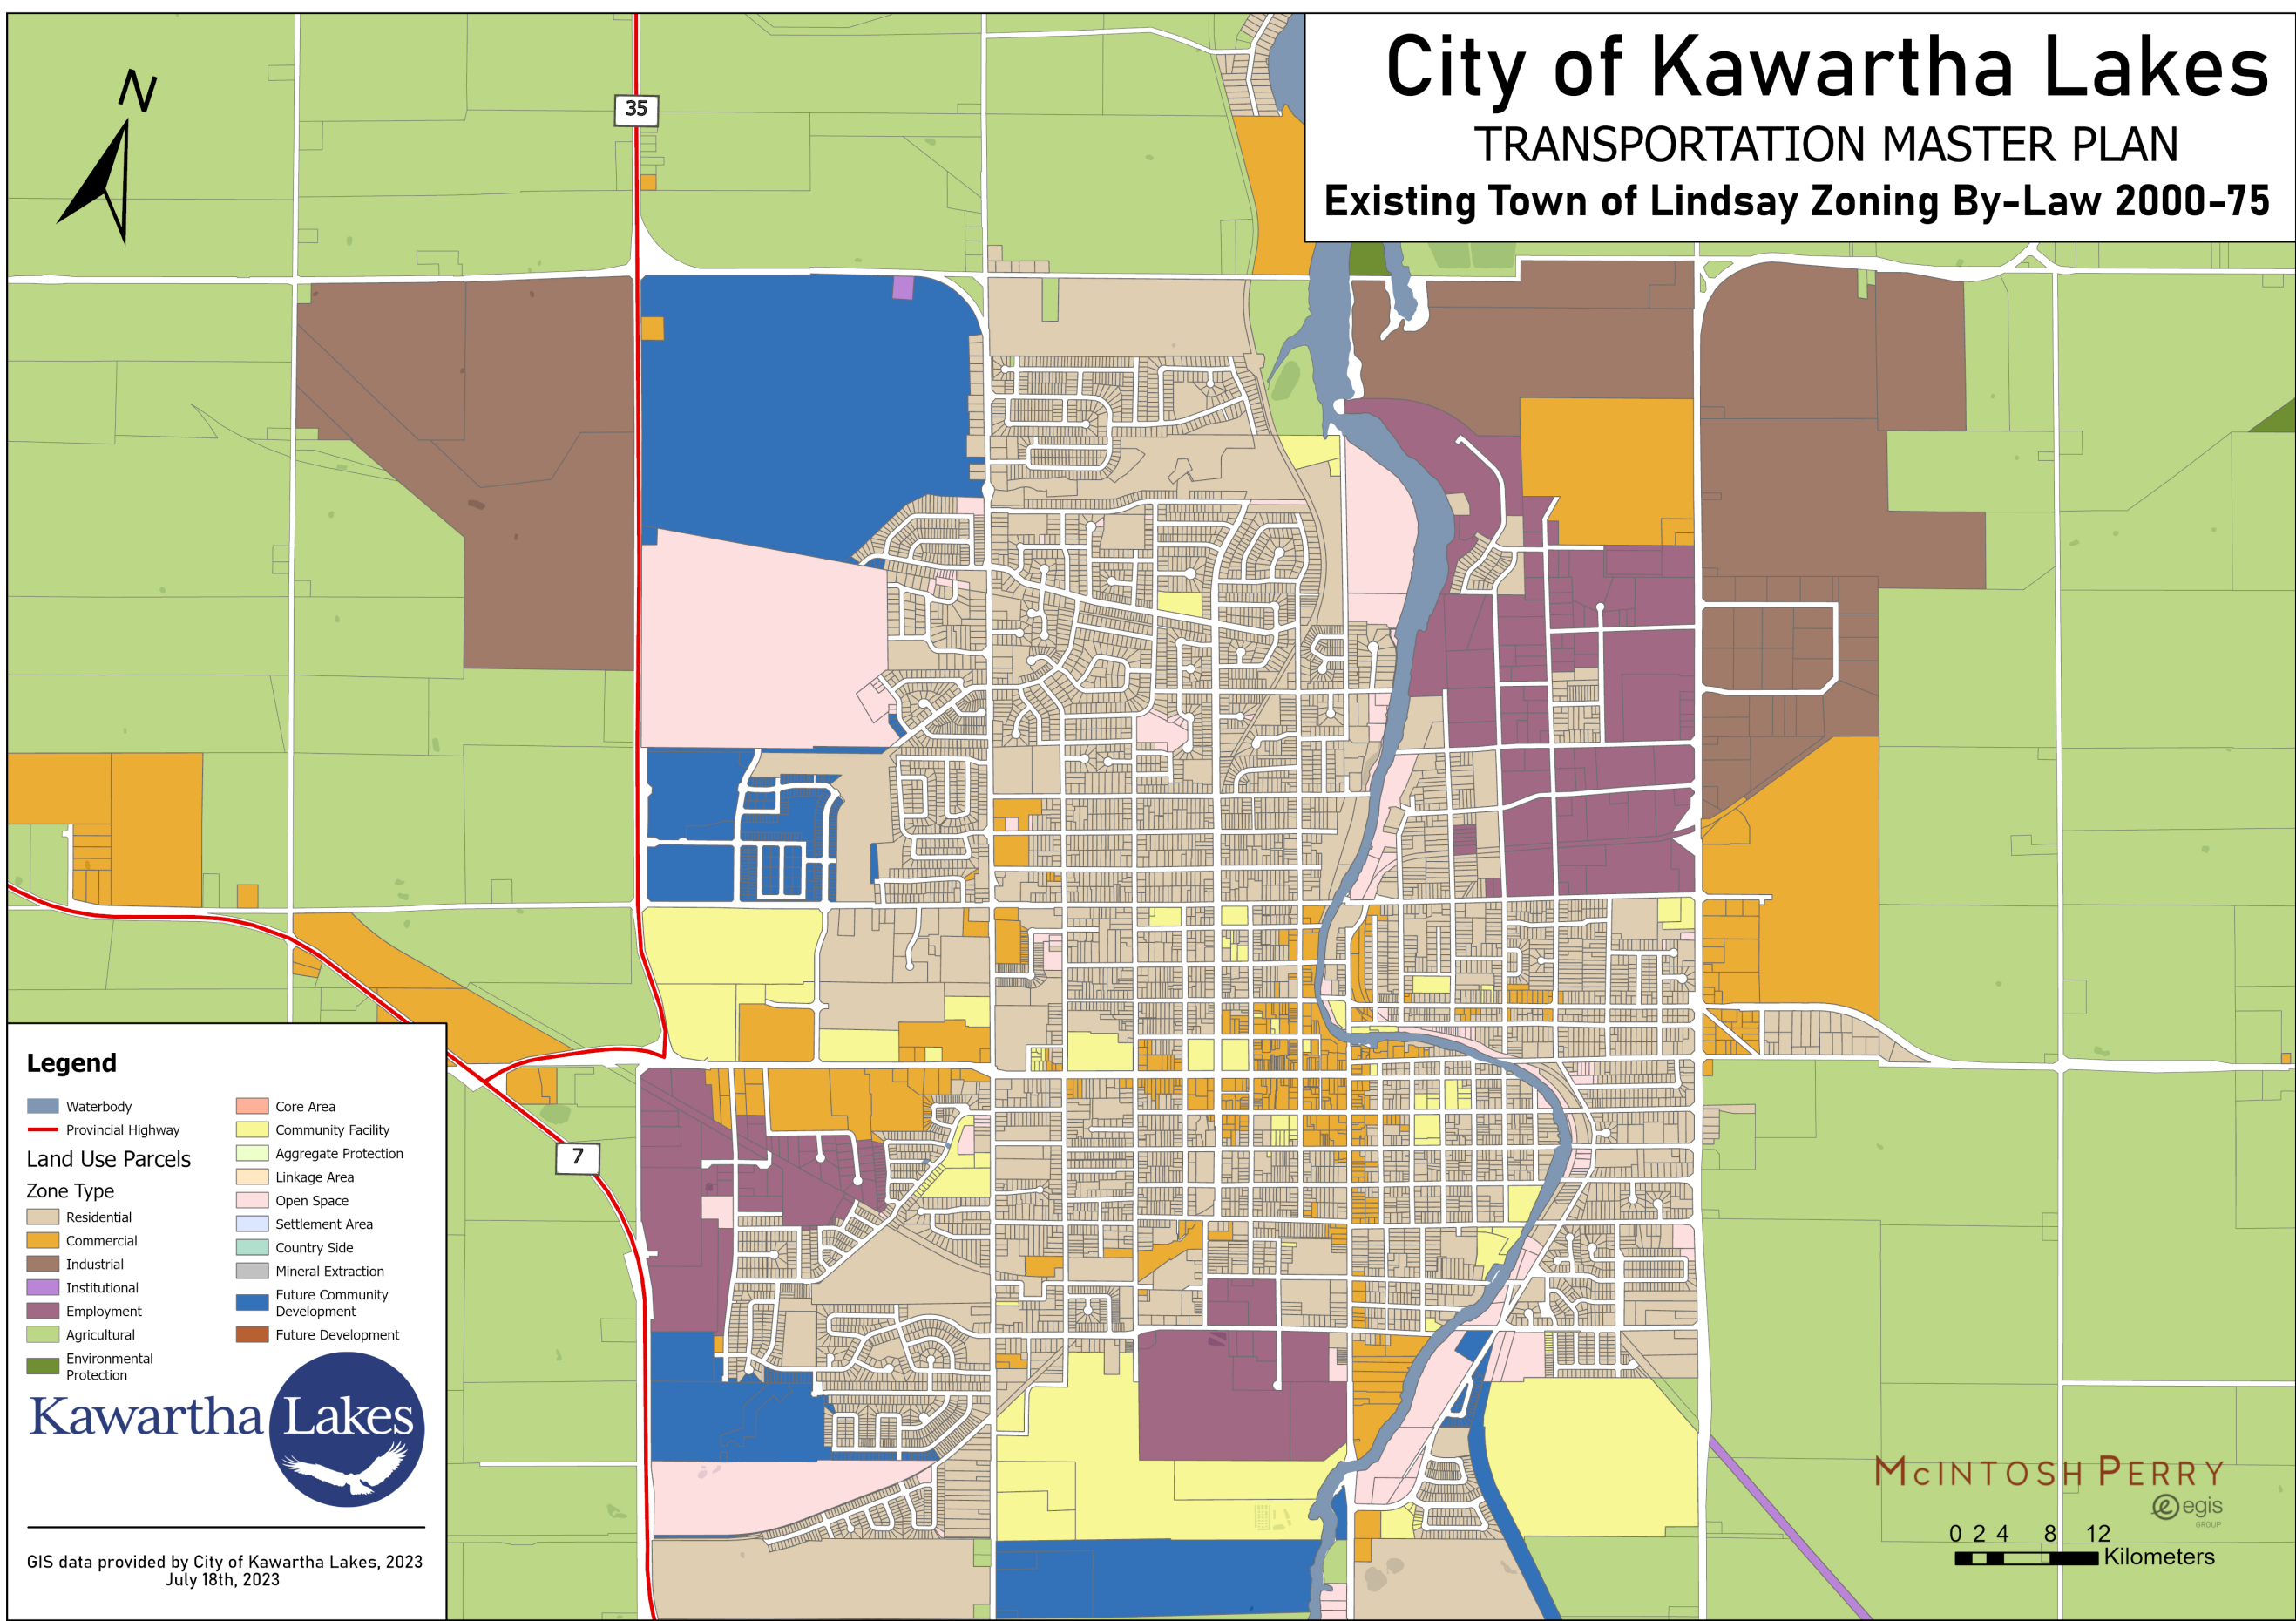 City of Kawartha Lakes
TRANSPORTATION MASTER PLAN
Existing Town of Lindsay Zoning By-Law 2000-75
N
35
7
Legend
Waterbody
Provincial Highway
Land Use Parcels
Zone Type
Residential
Commercial
Industrial
Institutional
Employment
Agricultural
Environmental
Protection
Core Area
Community Facility
Aggregate Protection
Linkage Area
Open Space
Settlement Area
Country Side
Mineral Extraction
Future Community
Development
Future Development
Kawartha Lakes
GIS data provided by City of Kawartha Lakes, 2023
July 18th, 2023
McINTOSH PERRY
egis
GROUP
0 2 4 8 12
Kilometers